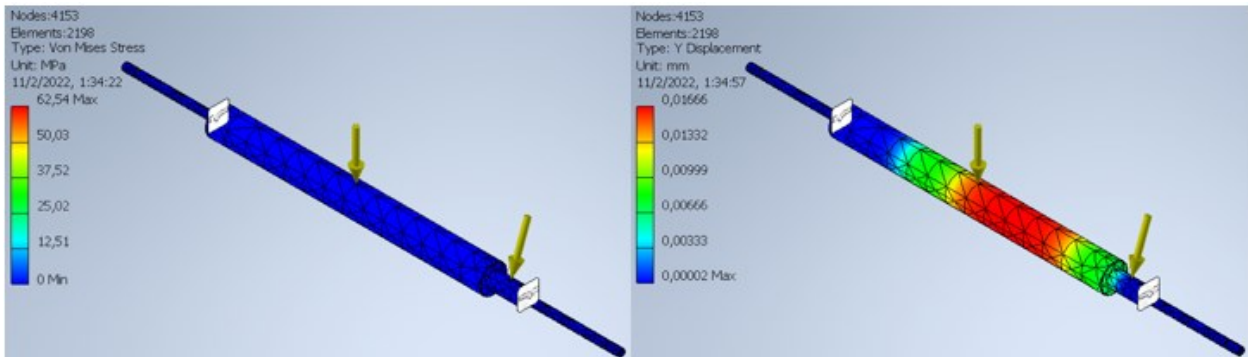 Nodes:4153
Elements:2198
Type: Von Mises Stress
Unit: MPa
11/2/2022, 1:34:22
62,54 Max
50,03
37,52
25,02
12,51
0 Min
Nodes:4153
Elements:2198
Type: Y Displacement
Unit: mm
11/2/2022, 1:34:57
0,01666
0,01332
0,00999
0,00666
0,00333
0,00002 Max